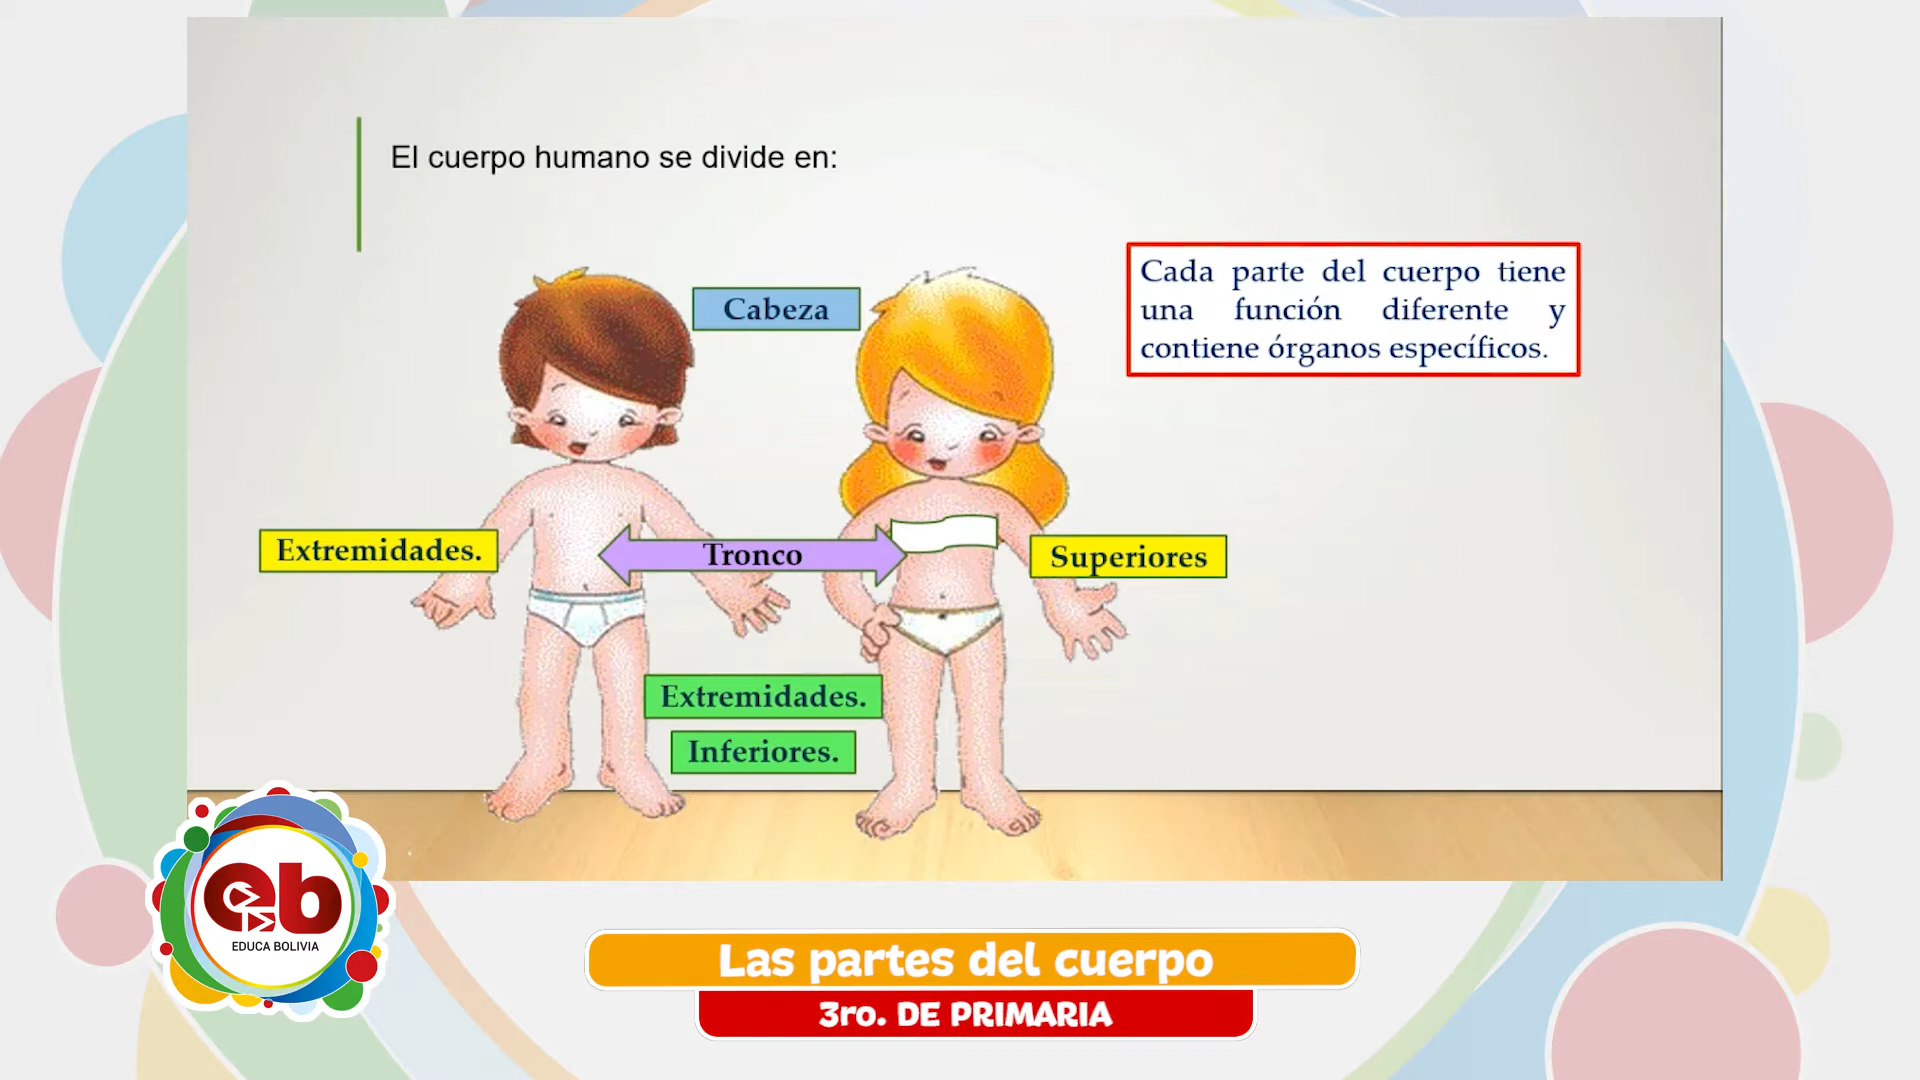 El cuerpo humano se divide en:
Cada parte del cuerpo tiene
una función diferente y
contiene órganos específicos.
Cabeza
Extremidades.
Tronco
Superiores
Extremidades.
Inferiores.
eb
EDUCA BOLIVIA
Las partes del cuerpo
3ro. DE PRIMARIA